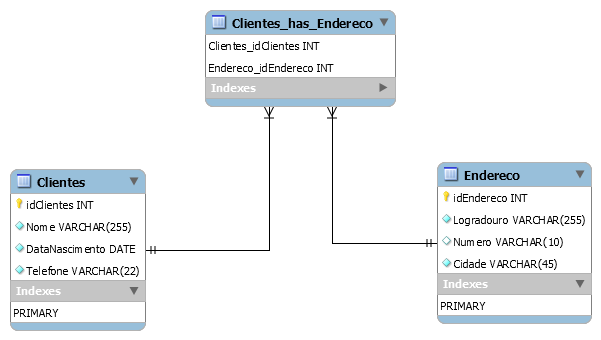 Clientes_has_Endereco
Clientes_idClientes INT
Endereco_idEndereco INT
Indexes
Clientes
idClientes INT
Nome VARCHAR(255)
DataNascimento DATE
Telefone VARCHAR(22)
Indexes
PRIMARY
Endereco
idEndereco INT
Logradouro VARCHAR(255)
Numero VARCHAR(10)
Cidade VARCHAR(45)
Indexes
PRIMARY